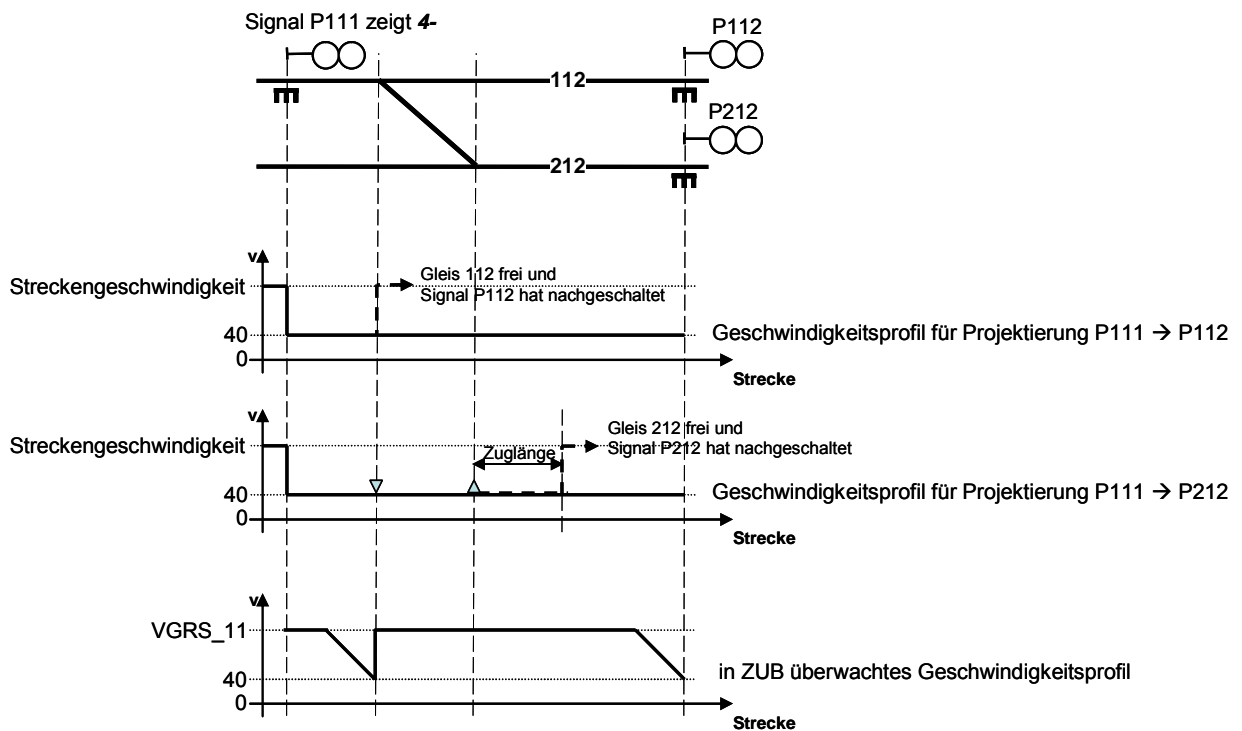 Signal P111 zeigt 4-
P112
112
P212
212
v
Streckengeschwindigkeit
Gleis 112 frei und
Signal P112 hat nachgeschaltet
40
Geschwindigkeitsprofil für Projektierung P111 → P112
0
Strecke
v
Streckengeschwindigkeit
Gleis 212 frei und
Signal P212 hat nachgeschaltet
Zuglänge
40
Geschwindigkeitsprofil für Projektierung P111 → P212
0
Strecke
v
VGRS_11
40
in ZUB überwachtes Geschwindigkeitsprofil
0
Strecke